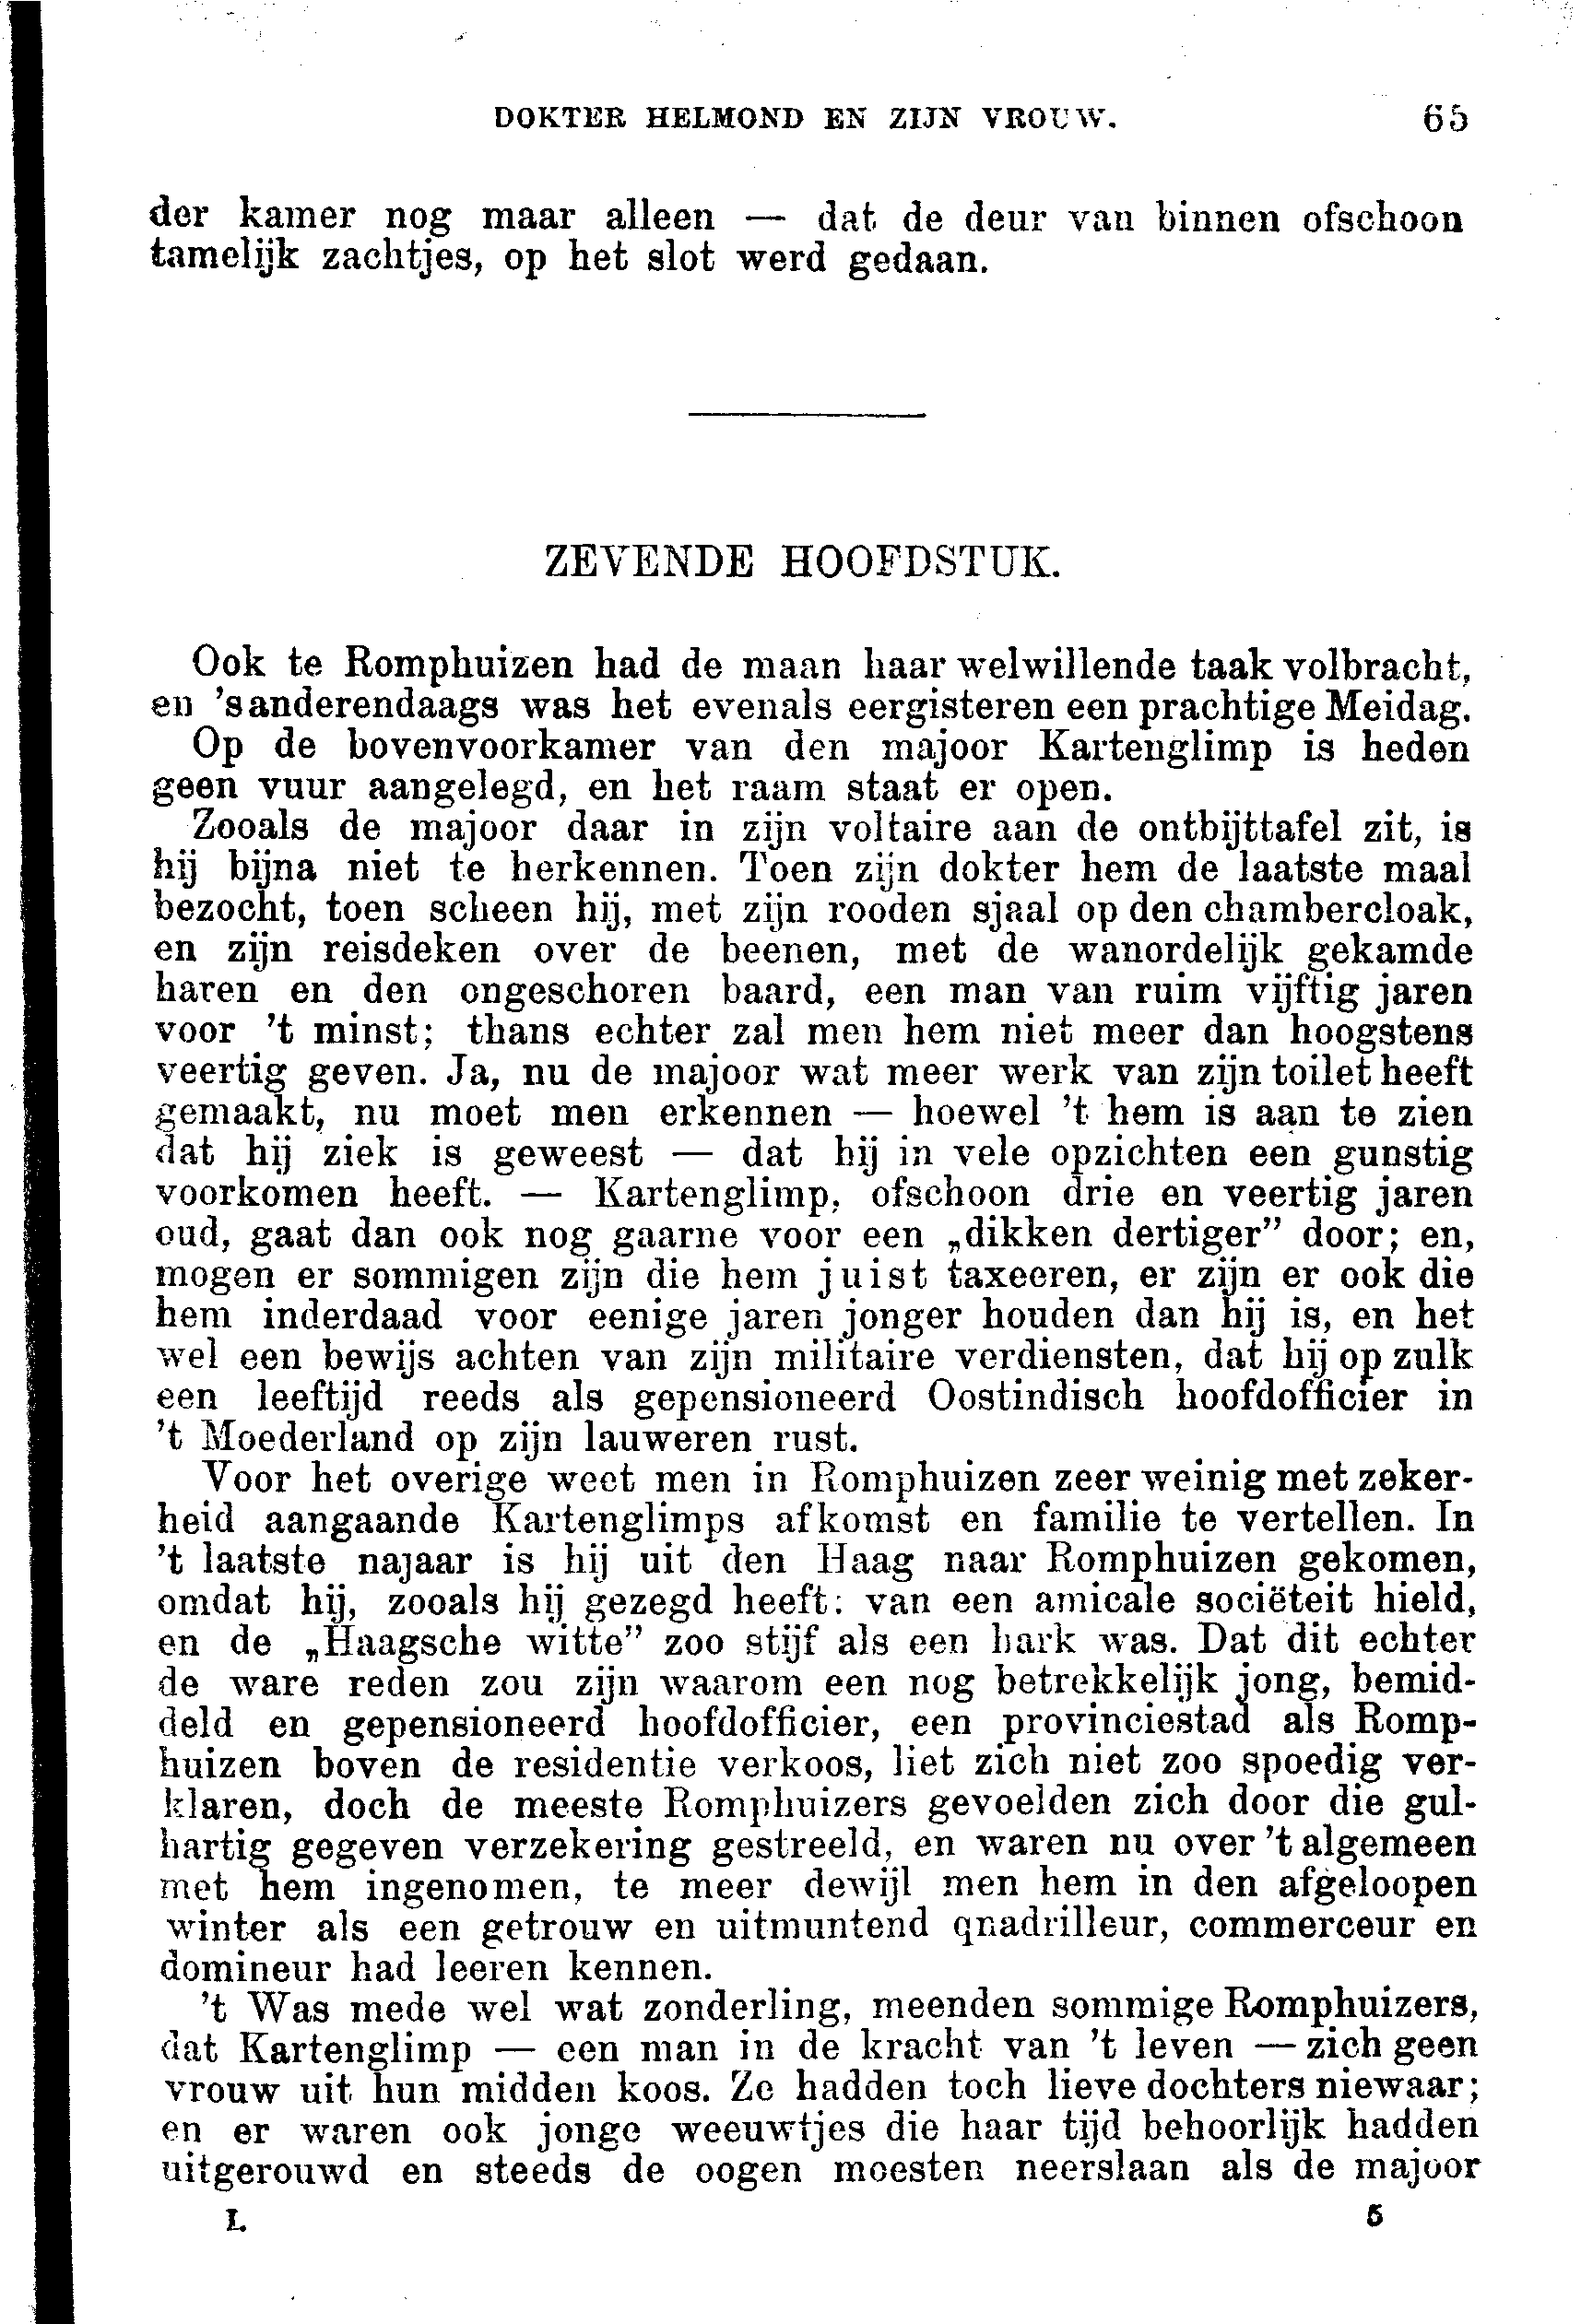 DOKTER HELMOND EN ZIJN VROUW. 65
der kamer nog maar alleen — dat de deur van binnen ofschoon
tamelijk zachtjes, op het slot werd gedaan.
ZEVENDE HOOFDSTUK.
Ook te Romphuizen had de maan haar welwillende taak volbracht,
en 'sanderendaags was het evenals eergisteren een prachtige Meidag.
Op de bovenvoorkamer van den majoor Kartenglimp is heden
geen vuur aangelegd, en het raam staat er open.
Zooals de majoor daar in zijn voltaire aan de ontbijttafel zit, is
hij bijna niet te herkennen. Toen zijn dokter hem de laatste maal
bezocht, toen scheen hij, met zijn rooden sjaal op den chambercloak,
en zijn reisdeken over de beenen, met de wanordelijk gekamde
haren en den ongeschoren baard, een man van ruim vijftig jaren
voor 't minst; thans echter zal men hem niet meer dan hoogstens
veertig geven. Ja, nu de majoor wat meer werk van zijn toilet heeft
gemaakt, nu moet men erkennen — hoewel 't hem is aan te zien
dat hij ziek is geweest — dat hij in vele opzichten een gunstig
voorkomen heeft. — Kartenglimp, ofschoon drie en veertig jaren
oud, gaat dan ook nog gaarne voor een „dikken dertiger” door; en,
mogen er sommigen zijn die hem juist taxeeren, er zijn er ook die
hem inderdaad voor eenige jaren jonger houden dan hij is, en het
wel een bewijs achten van zijn militaire verdiensten, dat hij op zulk
een leeftijd reeds als gepensioneerd Oostindisch hoofdofficier in
't Moederland op zijn lauweren rust.
Voor het overige weet men in Romphuizen zeer weinig met zeker-
heid aangaande Kartenglimps afkomst en familie te vertellen. In
't laatste najaar is hij uit den Haag naar Romphuizen gekomen,
omdat hij, zooals hij gezegd heeft: van een amicale sociëteit hield,
en de „Haagsche witte” zoo stijf als een hark was. Dat dit echter
de ware reden zou zijn waarom een nog betrekkelijk jong, bemid-
deld en gepensioneerd hoofdofficier, een provinciestad als Romp-
huizen boven de residentie verkoos, liet zich niet zoo spoedig ver-
klaren, doch de meeste Romphuizers gevoelden zich door die gul-
hartig gegeven verzekering gestreeld, en waren nu over 't algemeen
met hem ingenomen, te meer dewijl men hem in den afgeloopen
winter als een getrouw en uitmuntend qnadrilleur, commerceur en
domineur had leeren kennen.
't Was mede wel wat zonderling, meenden sommige Romphuizers,
dat Kartenglimp — een man in de kracht van 't leven — zich geen
vrouw uit hun midden koos. Ze hadden toch lieve dochters niewaar;
en er waren ook jonge weeuwtjes die haar tijd behoorlijk hadden
uitgerouwd en steeds de oogen moesten neerslaan als de majoor
I. 5